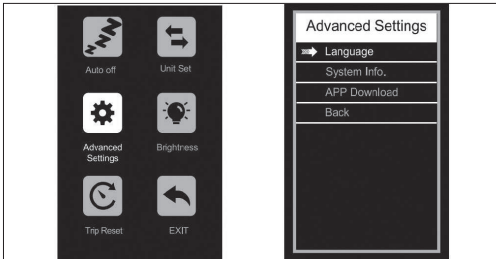 Auto off
Unit Set
Advanced
Settings
Brightness
Trip Reset
EXIT
Advanced Settings
Language
System Info.
APP Download
Back